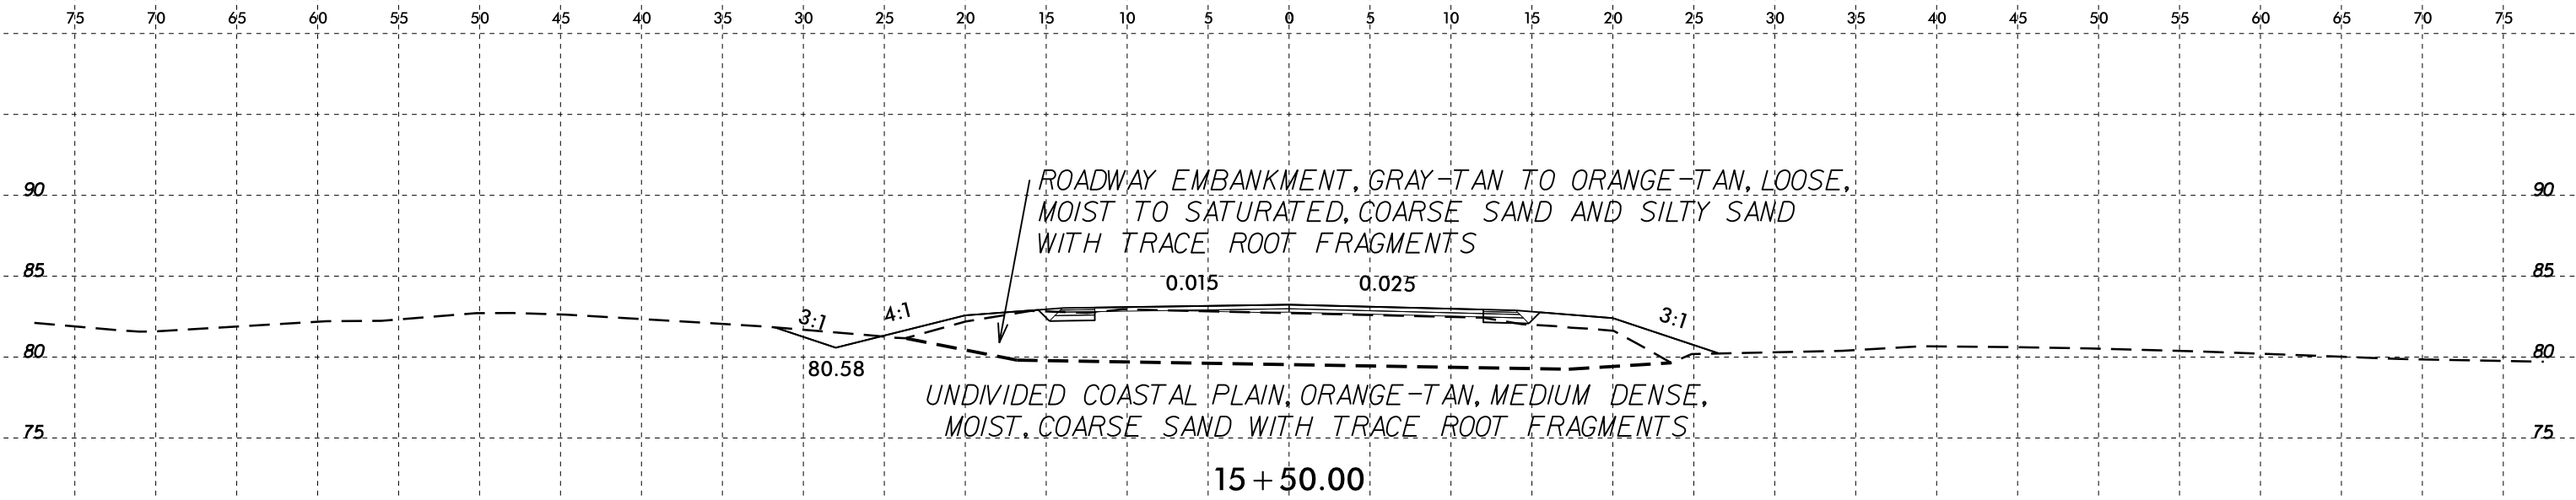 75 70 65 60 55 50 45 40 35 30 25 20 15 10 5 0 5 10 15 20 25 30 35 40 45 50 55 60 65 70 75
ROADWAY EMBANKMENT, GRAY-TAN TO ORANGE-TAN, LOOSE,
90 90
MOIST TO SATURATED, COARSE SAND AND SILTY SAND
WITH TRACE ROOT FRAGMENTS
85 85
0.015 0.025
3:1 4:1 3:1
80 80
80.58
UNDIVIDED COASTAL PLAIN, ORANGE-TAN, MEDIUM DENSE,
MOIST, COARSE SAND WITH TRACE ROOT FRAGMENTS
75 75
15+50.00